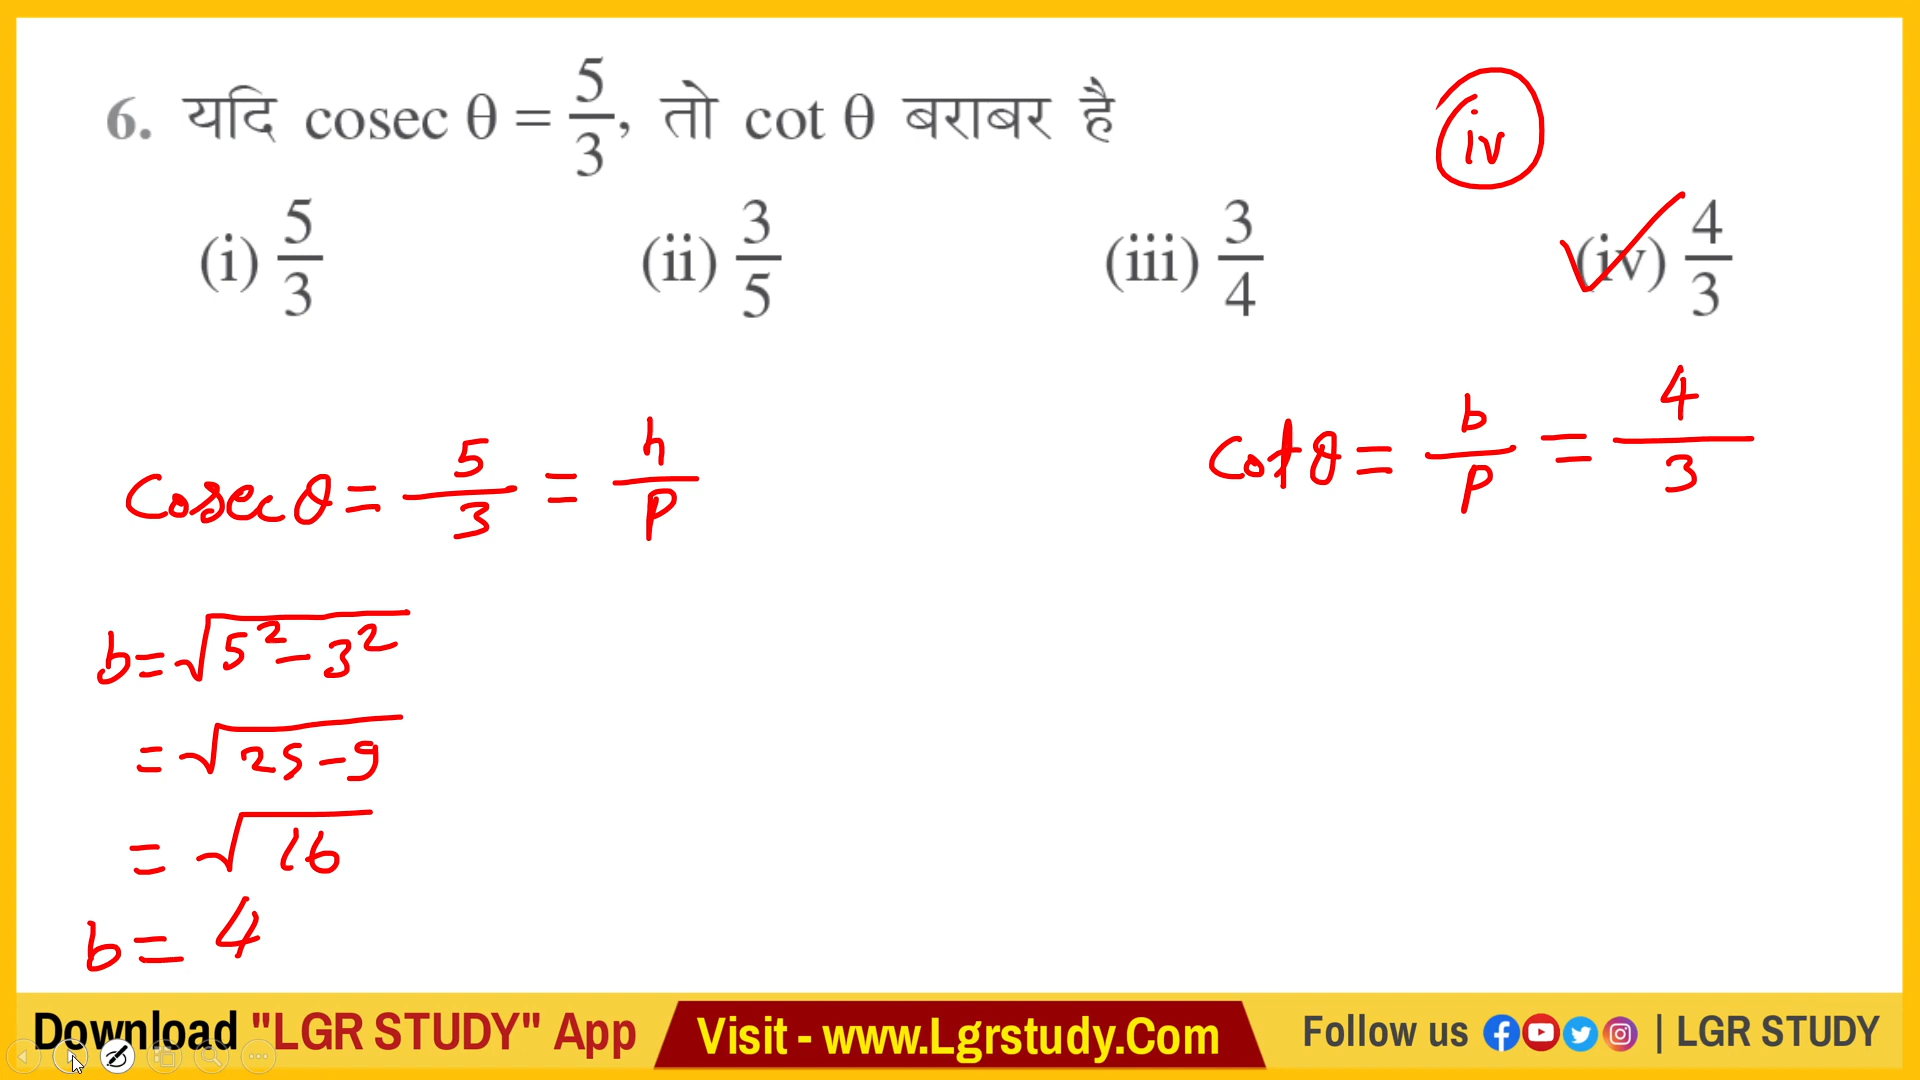 6. यदि cosec θ = 5/3, तो cot θ बराबर है
iv
(i) 5/3 (ii) 3/5 (iii) 3/4 (iv) 4/3
cosec θ = 5/3 = h/p
cot θ = b/p = 4/3
b = √(5² − 3²)
= √(25 − 9)
= √16
b = 4
Download "LGR STUDY" App Visit - www.Lgrstudy.Com Follow us | LGR STUDY